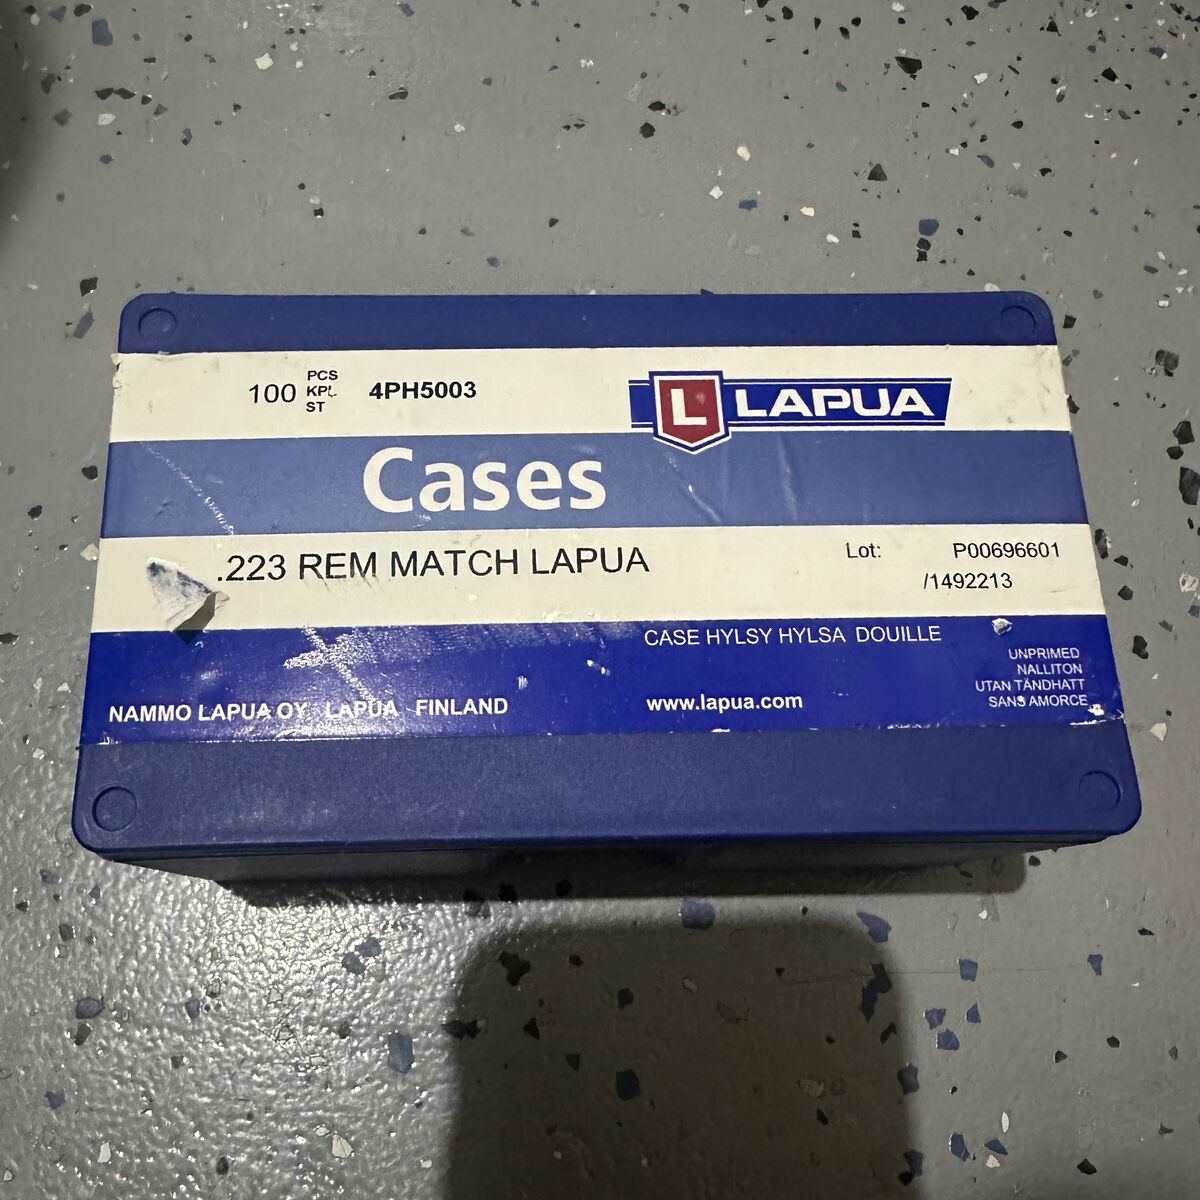 100 PCS
KPL
ST
4PH5003
L LAPUA
Cases
.223 REM MATCH LAPUA
Lot: P00696601
/1492213
CASE HYLSY HYLSA DOUILLE
UNPRIMED
NALLITON
UTAN TÄNDHATT
SANS AMORCE
NAMMO LAPUA OY LAPUA FINLAND
www.lapua.com